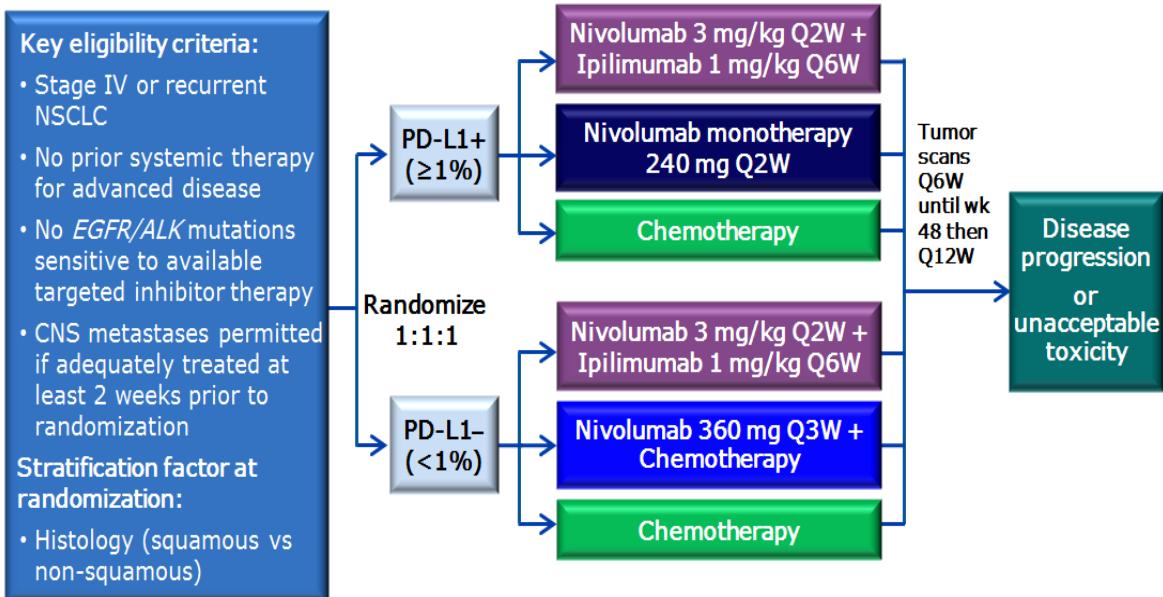 Key eligibility criteria:
• Stage IV or recurrent
NSCLC
• No prior systemic therapy
for advanced disease
• No EGFR/ALK mutations
sensitive to available
targeted inhibitor therapy
• CNS metastases permitted
if adequately treated at
least 2 weeks prior to
randomization
Stratification factor at
randomization:
• Histology (squamous vs
non-squamous)
Randomize
1:1:1
PD-L1+
(≥1%)
Nivolumab 3 mg/kg Q2W +
Ipilimumab 1 mg/kg Q6W
Nivolumab monotherapy
240 mg Q2W
Chemotherapy
PD-L1–
(<1%)
Nivolumab 3 mg/kg Q2W +
Ipilimumab 1 mg/kg Q6W
Nivolumab 360 mg Q3W +
Chemotherapy
Chemotherapy
Tumor
scans
Q6W
until wk
48 then
Q12W
Disease
progression
or
unacceptable
toxicity